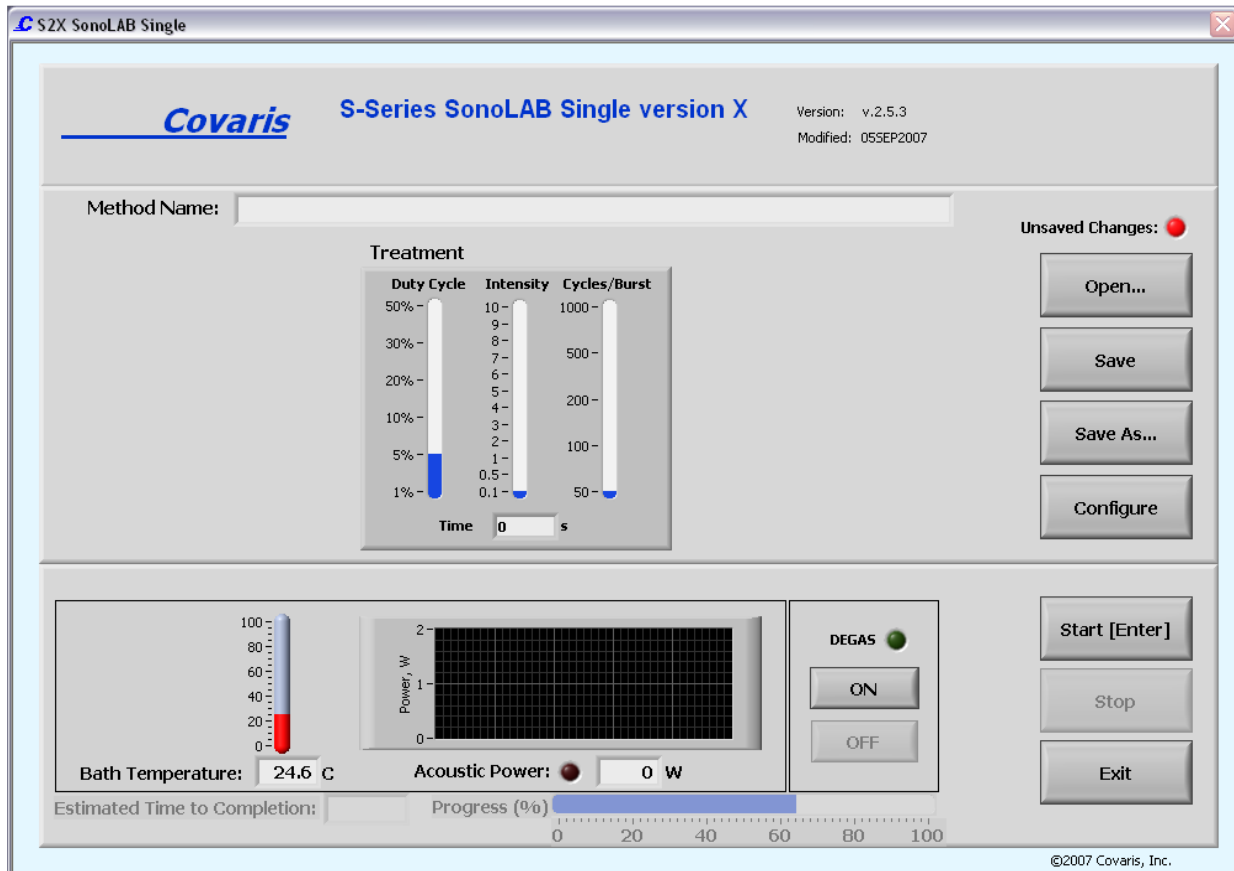 S2X SonoLAB Single
Covaris
S-Series SonoLAB Single version X
Version: v.2.5.3
Modified: 05SEP2007
Method Name:
Unsaved Changes:
Treatment
Duty Cycle Intensity Cycles/Burst
50%
30%
20%
10%
5%
1%
10
9
8
7
6
5
4
3
2
1
0.5
0.1
1000
500
200
100
50
Time 0 s
Open...
Save
Save As...
Configure
100
80
60
40
20
0
Bath Temperature: 24.6 C
Power, W
2
1
0
Acoustic Power: 0 W
DEGAS
ON
OFF
Start [Enter]
Stop
Exit
Estimated Time to Completion:
Progress (%)
0 20 40 60 80 100
©2007 Covaris, Inc.